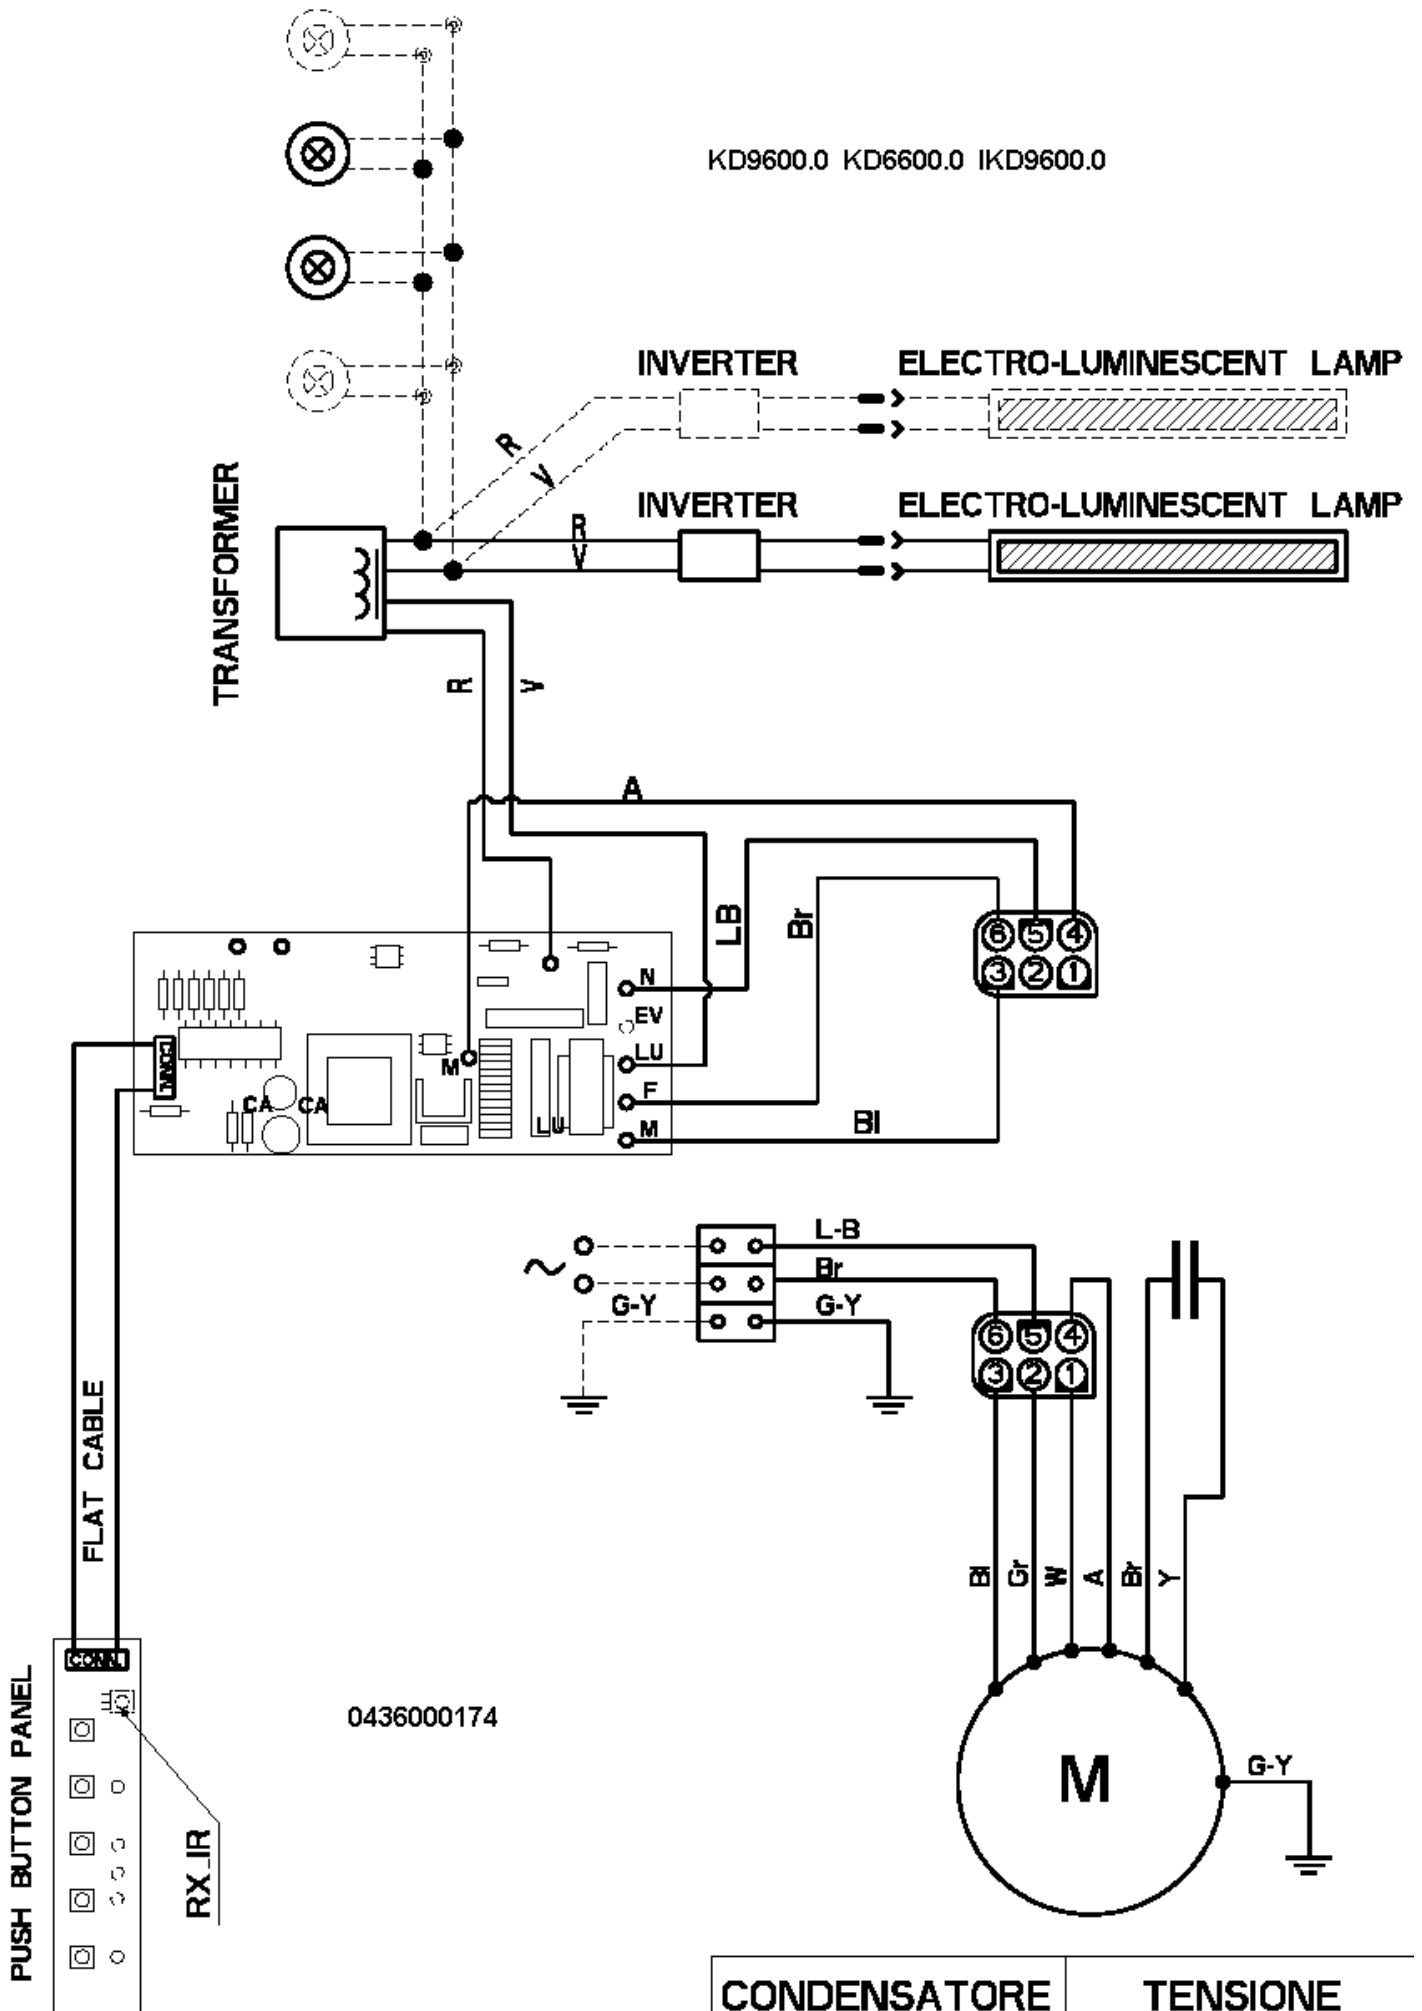 KD9600.0 KD6600.0 IKD9600.0
INVERTER ELECTRO-LUMINESCENT LAMP
R
V
INVERTER ELECTRO-LUMINESCENT LAMP
R
V
TRANSFORMER
R V
A
LB Br
6 5 4
3 2 1
N
EV
LU
F
M
M
CONN.
CA CA
LU
Bl
L-B
Br
G-Y G-Y
6 5 4
3 2 1
FLAT CABLE
Bl Gr W A Br Y
CONN.
PUSH BUTTON PANEL
RX_IR
0436000174
M
G-Y
CONDENSATORE TENSIONE